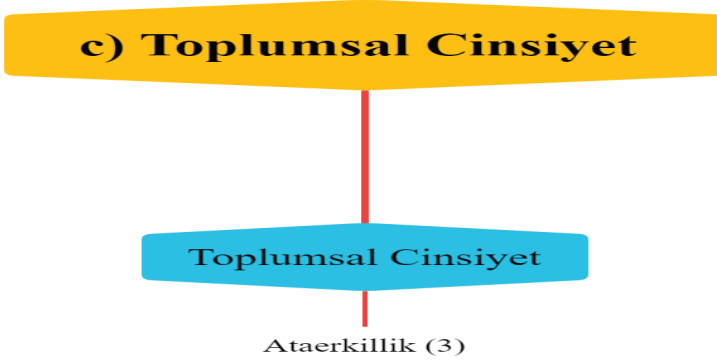 c) Toplumsal Cinsiyet
Toplumsal Cinsiyet
Ataerkillik (3)